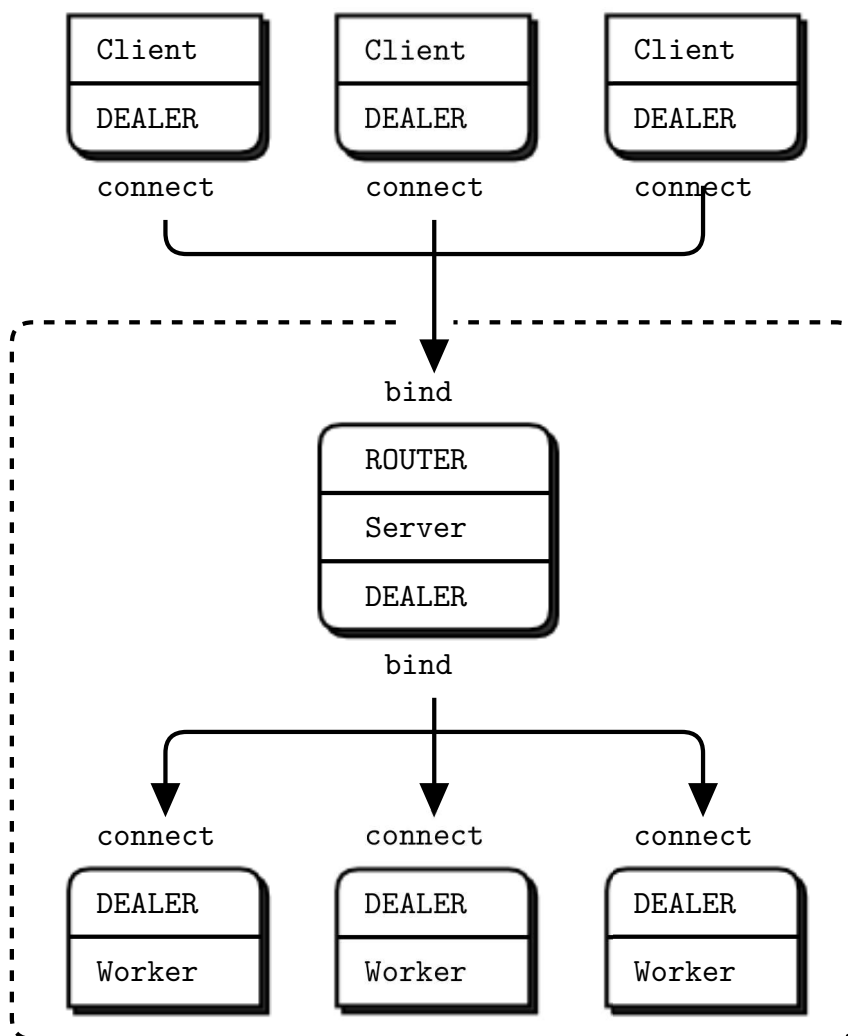 Client Client Client
DEALER DEALER DEALER
connect connect connect
bind
ROUTER
Server
DEALER
bind
connect connect connect
DEALER DEALER DEALER
Worker Worker Worker